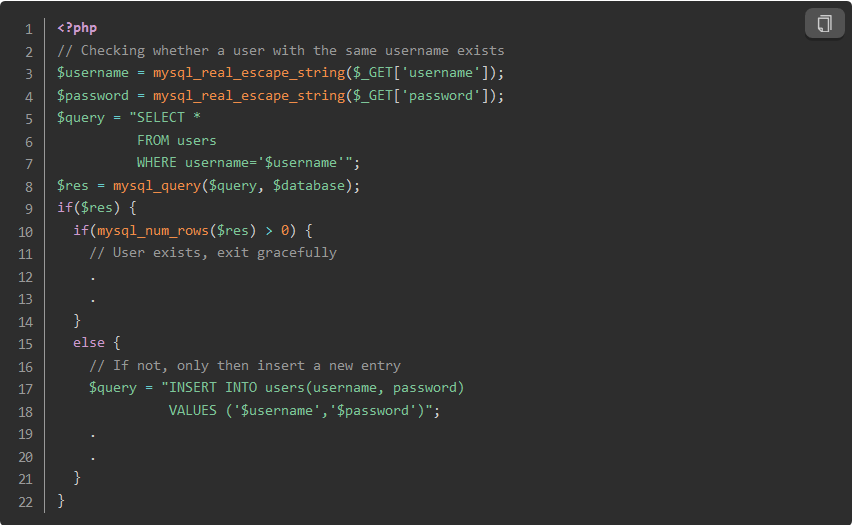 1 <?php
2 // Checking whether a user with the same username exists
3 $username = mysql_real_escape_string($_GET['username']);
4 $password = mysql_real_escape_string($_GET['password']);
5 $query = "SELECT *
6           FROM users
7           WHERE username='$username'";
8 $res = mysql_query($query, $database);
9 if($res) {
10   if(mysql_num_rows($res) > 0) {
11     // User exists, exit gracefully
12     .
13     .
14   }
15   else {
16     // If not, only then insert a new entry
17     $query = "INSERT INTO users(username, password)
18               VALUES ('$username','$password')";
19     .
20     .
21   }
22 }